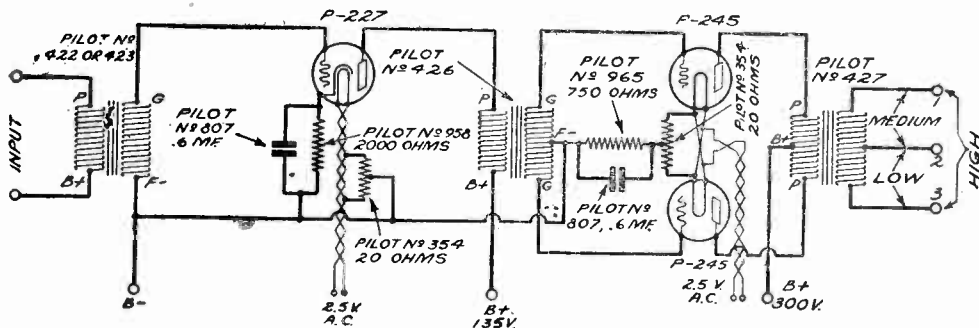 INPUT
PILOT Nº
422 OR 423
P
G
B+
F-
P-227
PILOT
Nº 807
.6 MF.
PILOT Nº 958
2000 OHMS
PILOT Nº 354
20 OHMS
B-
2.5 V.
A.C.
PILOT
Nº 426
P
G
B+
F-
G
B+
135V.
PILOT
Nº 965
750 OHMS
PILOT Nº
807, .6 MF.
P-245
PILOT Nº 354
20 OHMS
P-245
2.5 V.
A.C.
PILOT
Nº 427
P
B+
P
B+
300V.
1
MEDIUM
2
LOW
3
HIGH